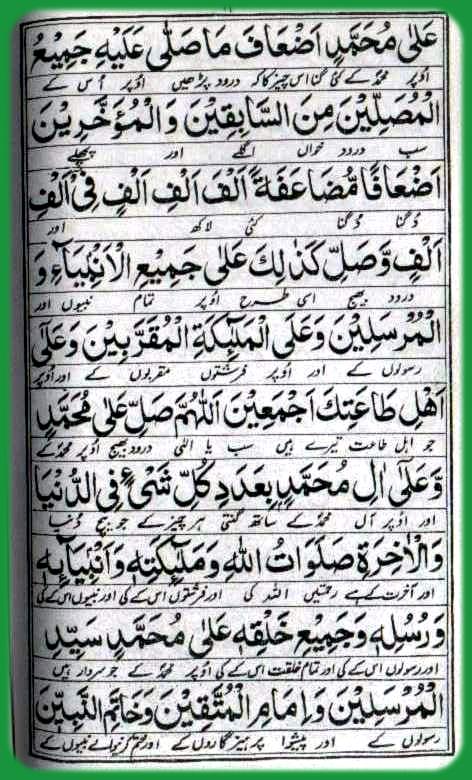 عَلٰى مُحَمَّدٍ اَضْعَافَ مَا صَلّٰى عَلَيْهِ جَمِيْعُ
اوپر محمدؐ کے کئی گنا اس چیز کا کہ درود پڑھیں اوپر اُس کے
الْمُصَلِّيْنَ مِنَ السَّابِقِيْنَ وَالْمُؤَخَّرِيْنَ
سب درود خواں اگلے اور پچھلے
اَضْعَافًا مُّضَاعَفَةً اَلْفَ اَلْفِ اَلْفٍ فِىْ اَلْفِ
دُگنا دُگنا کئی لاکھ اور
اَلْفٍ وَّصَلِّ كَذٰلِكَ عَلٰى جَمِيْعِ الْاَنْبِيَآءِ وَ
درود بھیج اسی طرح اوپر تمام نبیوں اور
الْمُرْسَلِيْنَ وَعَلَى الْمَلٰٓئِكَةِ الْمُقَرَّبِيْنَ وَعَلٰٓى
رسولوں کے اور اوپر فرشتوں مقربوں کے اور اوپر
اَهْلِ طَاعَتِكَ اَجْمَعِيْنَ اَللّٰهُمَّ صَلِّ عَلٰى مُحَمَّدٍ
جو اہل طاعت تیرے ہیں سب یا الٰہی درود بھیج اوپر محمدؐ کے
وَّعَلٰٓى اٰلِ مُحَمَّدٍۭ بِعَدَدِ كُلِّ شَىْءٍ فِى الدُّنْيَا
اور اوپر آل محمدؐ کے ساتھ گنتی ہر چیز کے جو بیچ دُنیا
وَالْاٰخِرَةِ صَلَوَاتُ اللّٰهِ وَمَلٰٓئِكَتِهٖ وَاَنْۢبِيَآئِهٖ
اور آخرت کے ہے رحمتیں اللہ کی اور فرشتوں اس کے کی اور نبیوں اس کے کی
وَرُسُلِهٖ وَجَمِيْعِ خَلْقِهٖ عَلٰى مُحَمَّدٍ سَيِّدِ
اور رسولوں اس کے کی اور تمام خلقت اس کے کی اوپر محمدؐ کے جو سردار ہیں
الْمُرْسَلِيْنَ وَاِمَامِ الْمُتَّقِيْنَ وَخَاتِمِ النَّبِيّٖنَ
رسولوں کے اور پیشوا پرہیزگاروں کے اور ختم کرنیوالے نبیوں کے